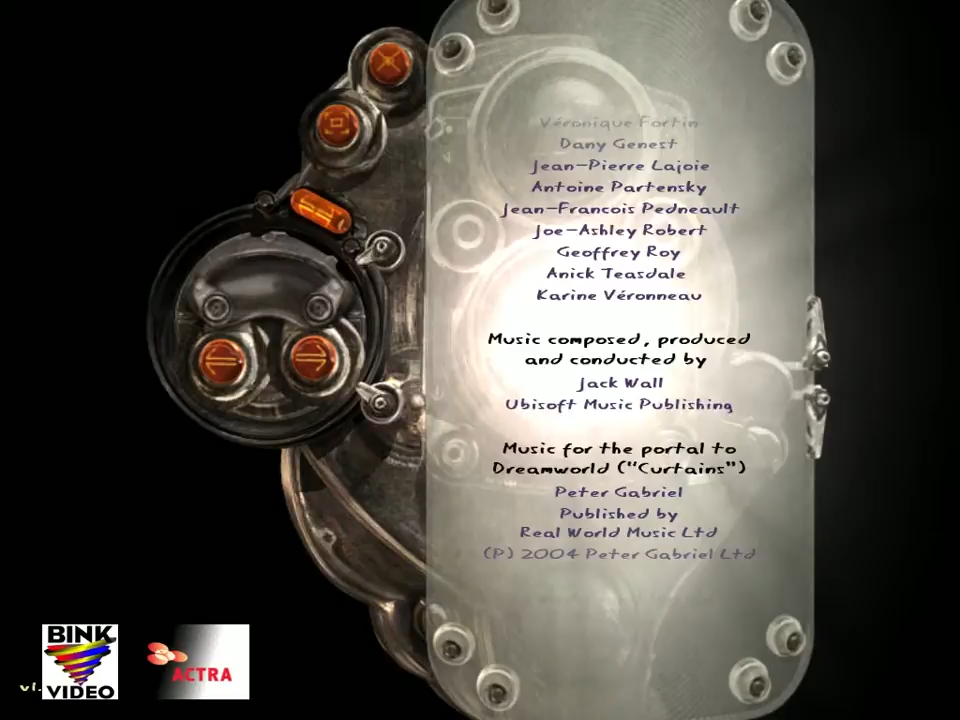 Véronique Fortin
Dany Genest
Jean-Pierre Lajoie
Antoine Partensky
Jean-Francois Pedneault
Joe-Ashley Robert
Geoffrey Roy
Anick Teasdale
Karine Véronneau
Music composed, produced
and conducted by
Jack Wall
Ubisoft Music Publishing
Music for the portal to
Dreamworld ("Curtains")
Peter Gabriel
Published by
Real World Music Ltd
(P) 2004 Peter Gabriel Ltd
BINK
VIDEO
ACTRA